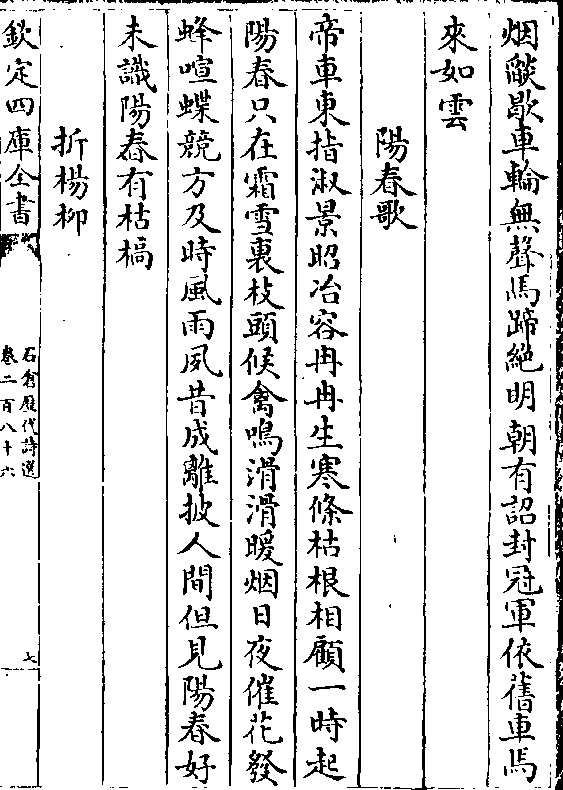 烟燄歇車輪無聲馬蹄絶明朝有詔封冠軍依舊車馬
來如雲
陽春歌
帝車東指淑景昭冶容冉冉生寒條枯根相顧一時起
陽春只在霜雪裏枝頭候禽鳴滑滑暖烟日夜催花發
蜂喧蝶競方及時風雨夙昔成離披人間但見陽春好
未識陽春有枯槁
折楊柳
欽定四庫全書
石倉歷代詩選
卷二百八十六
七